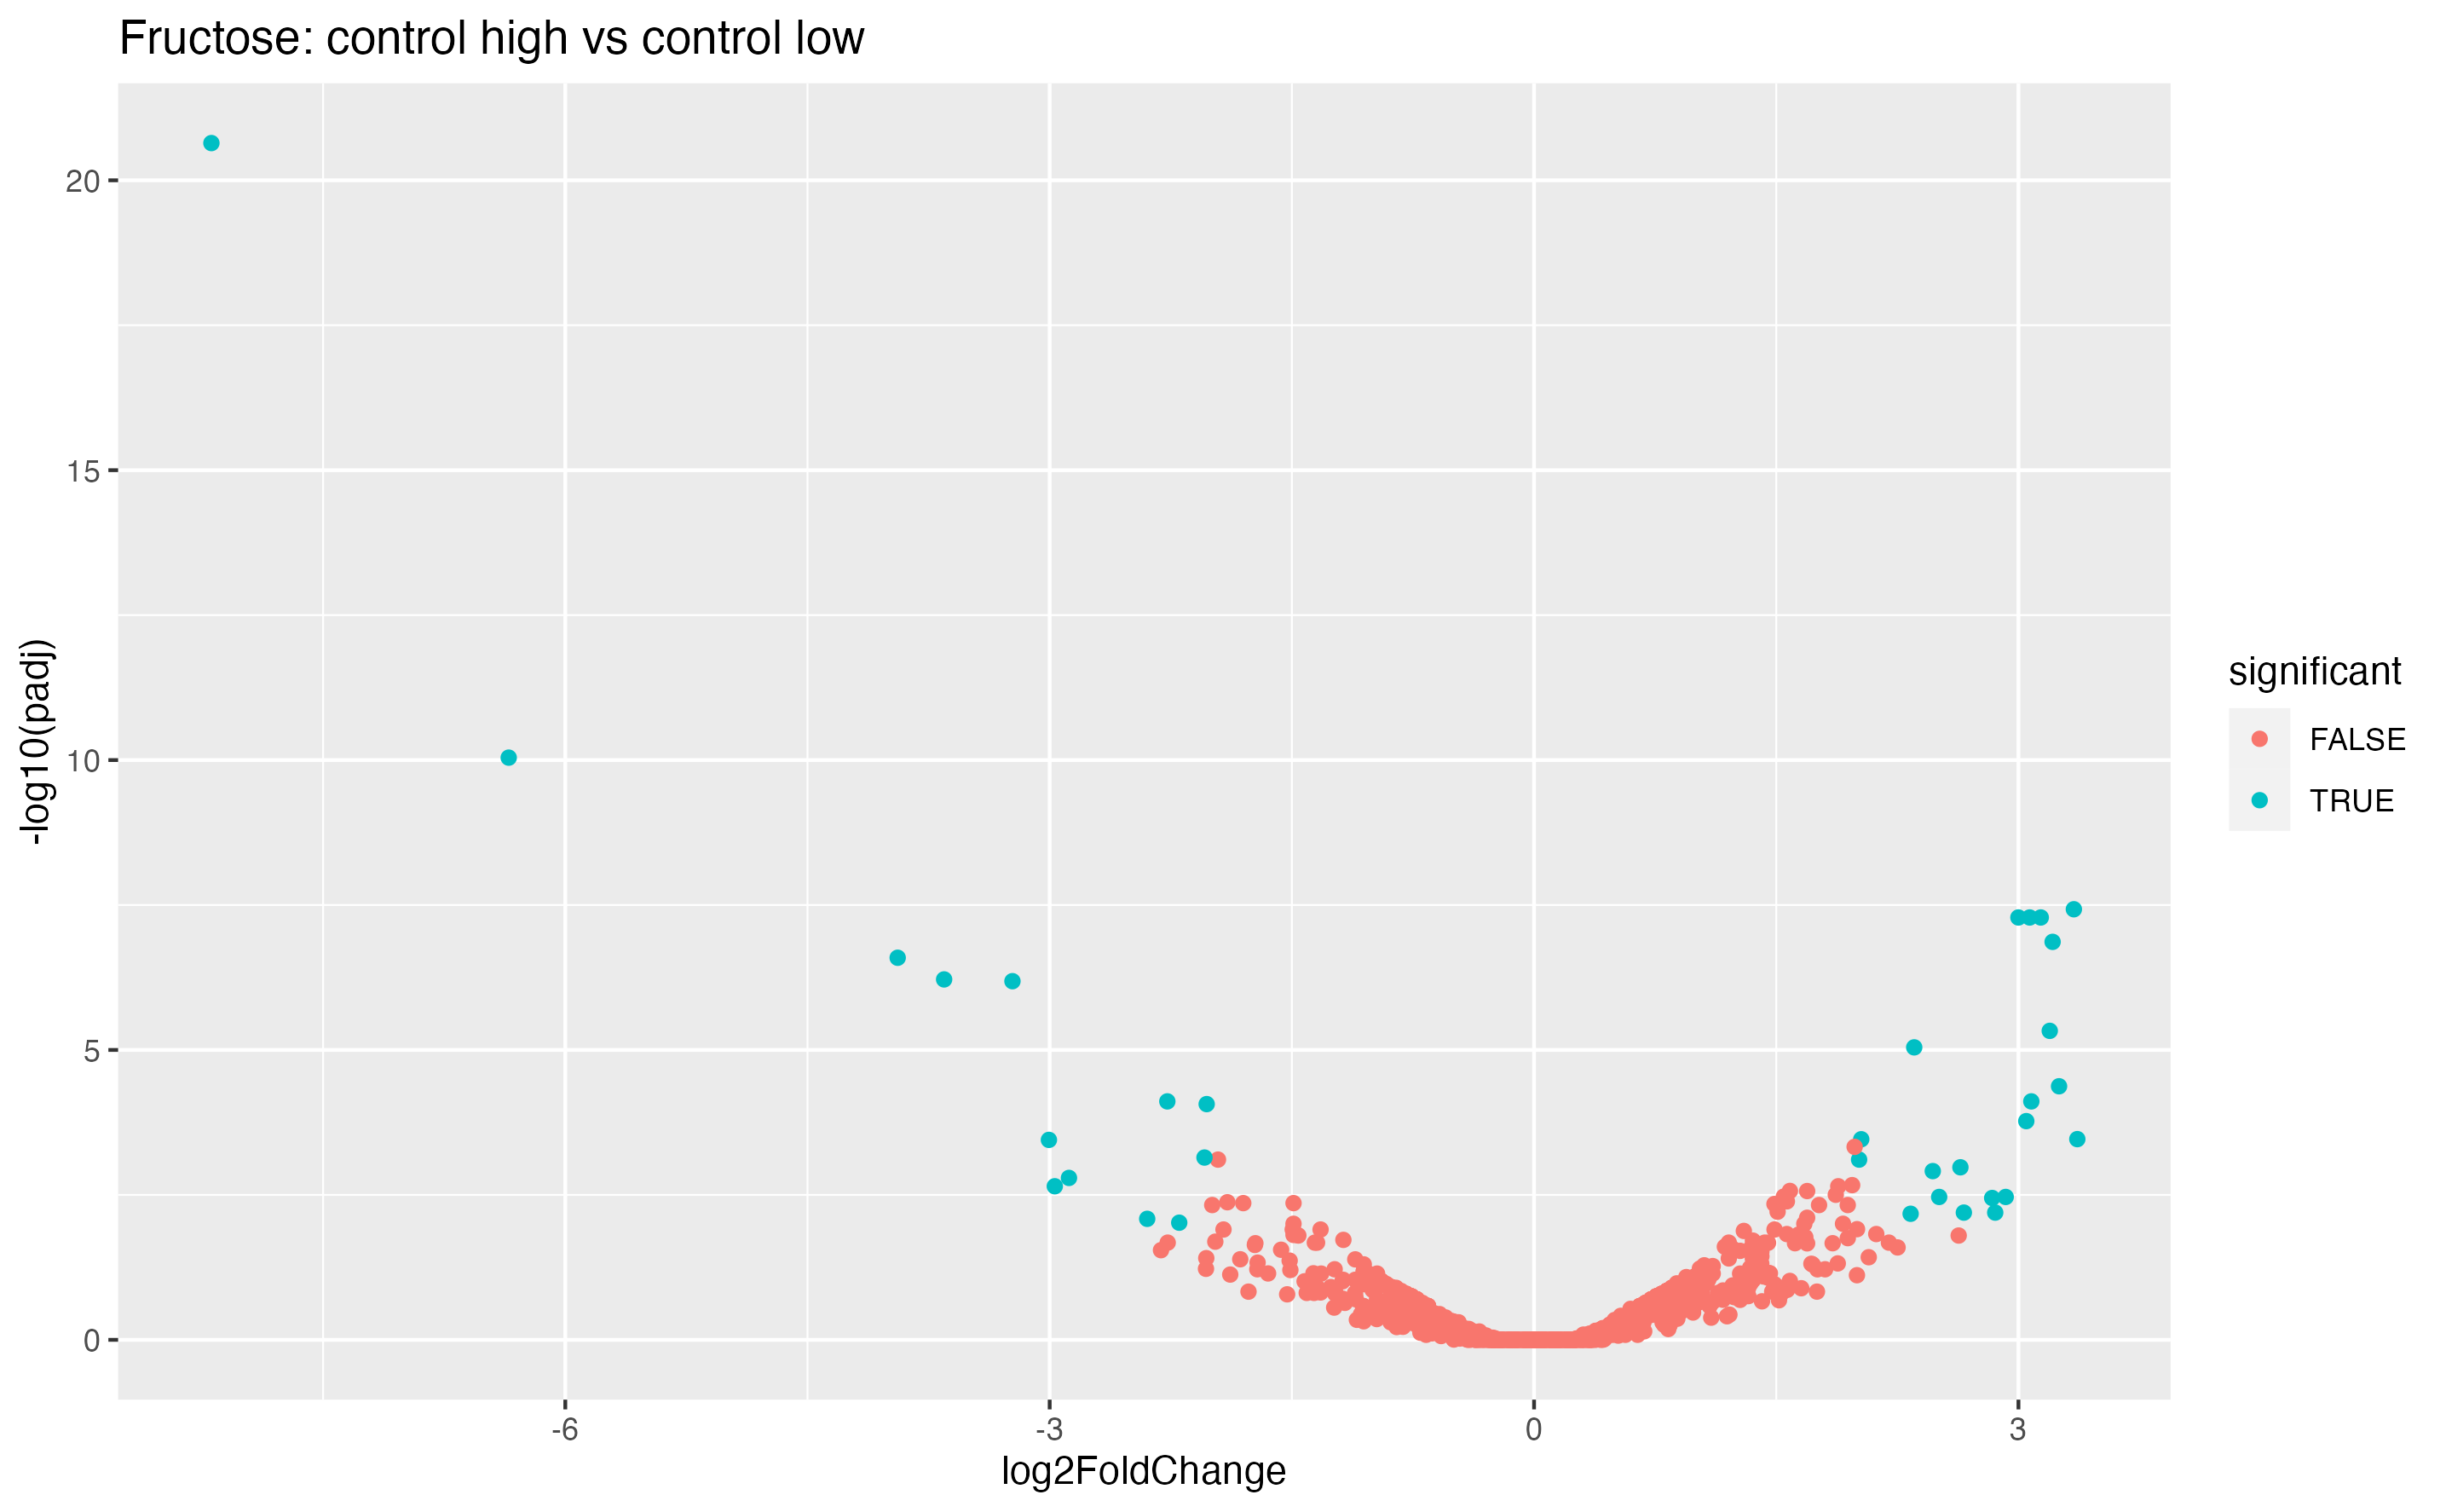 Fructose: control high vs control low
20
15
10
5
0
-log10(padj)
-6
-3
0
3
log2FoldChange
significant
FALSE
TRUE